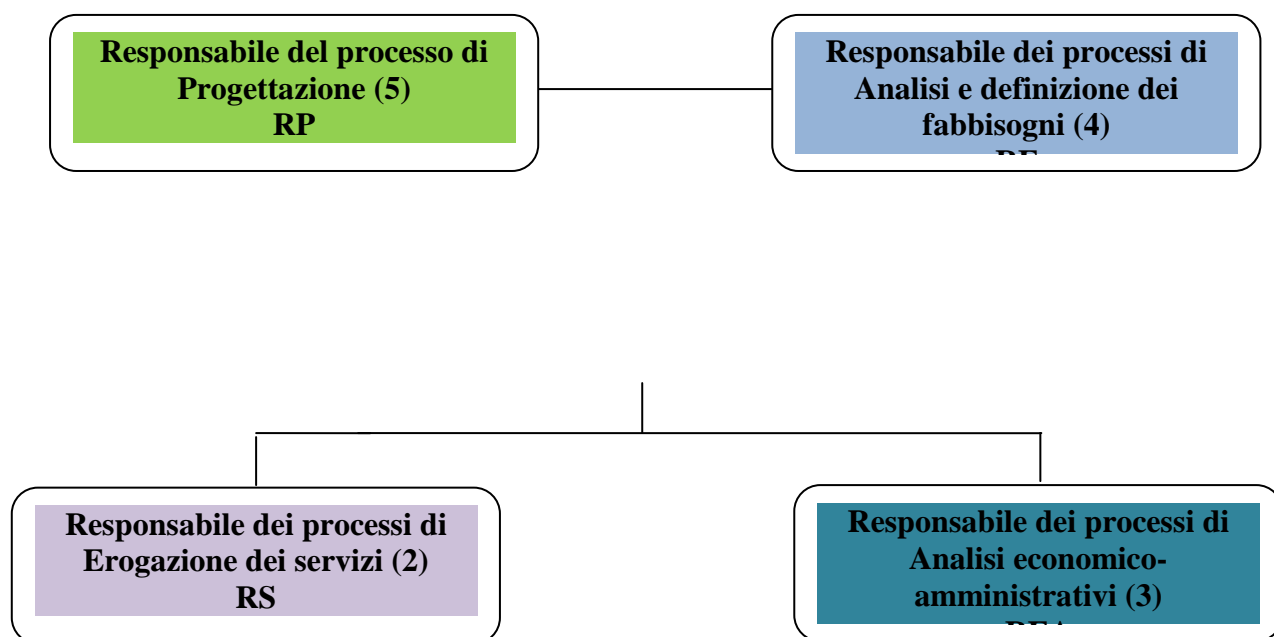 Responsabile del processo di
Progettazione (5)
RP
Responsabile dei processi di
Analisi e definizione dei
fabbisogni (4)
Responsabile dei processi di
Erogazione dei servizi (2)
RS
Responsabile dei processi di
Analisi economico-
amministrativi (3)